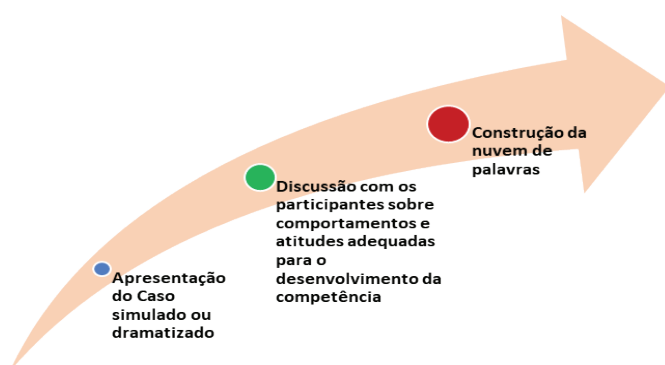 Apresentação
do Caso
simulado ou
dramatizado
Discussão com os
participantes sobre
comportamentos e
atitudes adequadas
para o
desenvolvimento da
competência
Construção da
nuvem de
palavras